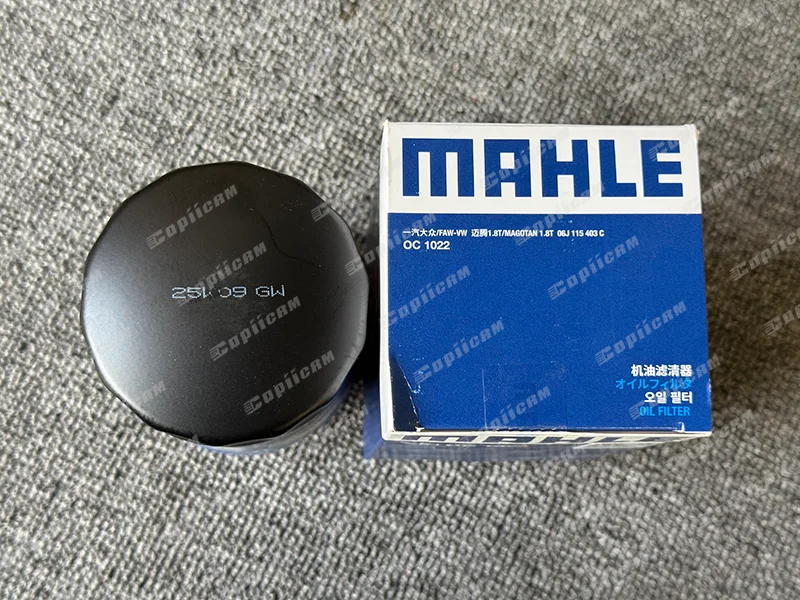 25W09 GW
MAHLE
一汽大众/FAW-VW 迈腾1.8T/MAGOTAN 1.8T 06J 115 403 C
OC 1022
机油滤清器
オイルフィルタ
오일 필터
OIL FILTER
MAHLE
Copiicam